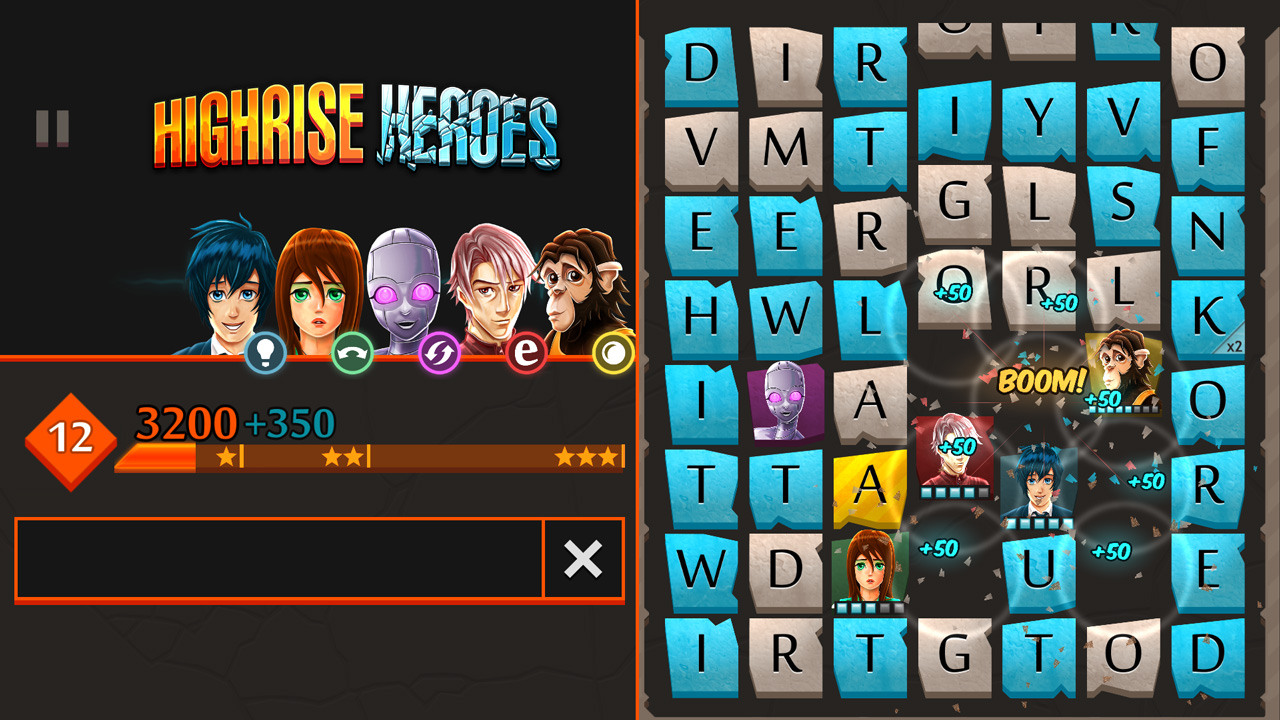 HIGHRISE HEROES
e
12
3200 +350
D I R O
V M T I Y V F
E E R G L S N
H W L R L K
+50 +50 x2
BOOM!
I A +50 O
+50
T T A +50 R
+50 +50
W D U E
I R T G T O D